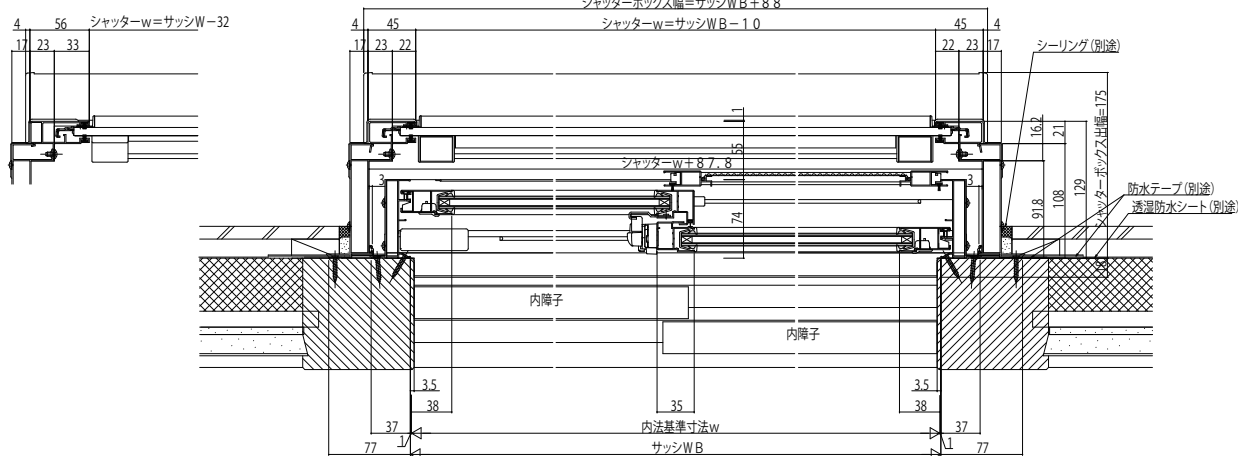 シャッターボックス幅=サッシWB+88
4 56 シャッターw=サッシW-32
17 23 33
4 45 シャッターw=サッシWB-10 45 4
17 23 22 22 23 17
シーリング(別途)
1
16.2
21
シャッターボックス出幅=175
55
シャッターw+87.8
3 3
129
108
91.8
防水テープ(別途)
透湿防水シート(別途)
74
18
内障子
内障子
3.5 3.5
38 35 38
37 内法基準寸法w 37
1 1
77 サッシWB 77